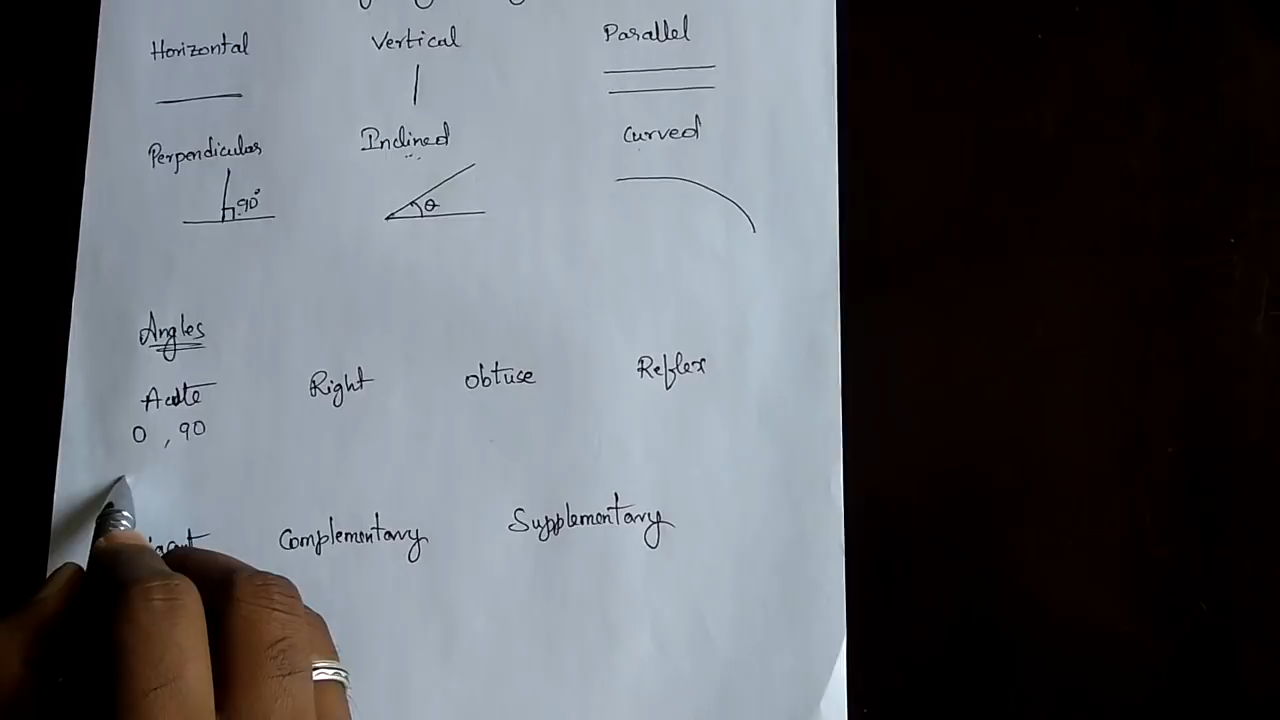 Horizontal Vertical Parallel
Perpendicular Inclined Curved
90° θ
Angles
Acute Right Obtuse Reflex
0 , 90
Complementary Supplementary